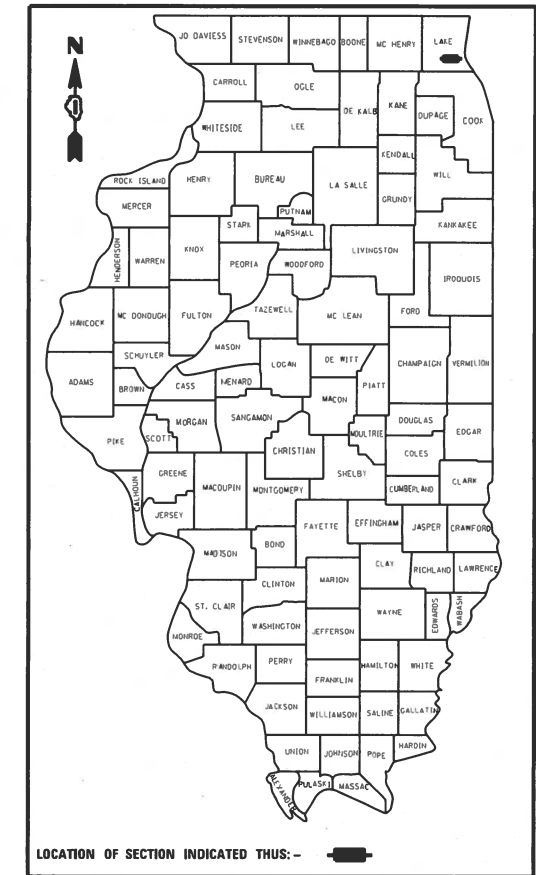 JO DAVIESS
STEVENSON
WINNEBAGO
BOONE
MC HENRY
LAKE
N
CARROLL
OGLE
DE KALB
KANE
DUPAGE
COOK
WHITESIDE
LEE
KENDALL
WILL
ROCK ISLAND
HENRY
BUREAU
LA SALLE
GRUNDY
MERCER
PUTNAM
STARK
MARSHALL
KANKAKEE
HENDERSON
WARREN
KNOX
PEORIA
WOODFORD
LIVINGSTON
IROQUOIS
HANCOCK
MC DONOUGH
FULTON
TAZEWELL
MC LEAN
FORD
SCHUYLER
MASON
LOGAN
DE WITT
CHAMPAIGN
VERMILION
ADAMS
BROWN
CASS
MENARD
PIATT
MACON
PIKE
SCOTT
MORGAN
SANGAMON
MOULTRIE
DOUGLAS
EDGAR
CHRISTIAN
COLES
CALHOUN
GREENE
MACOUPIN
MONTGOMERY
SHELBY
CUMBERLAND
CLARK
JERSEY
FAYETTE
EFFINGHAM
JASPER
CRAWFORD
MADISON
BOND
CLINTON
MARION
CLAY
RICHLAND
LAWRENCE
ST. CLAIR
WASHINGTON
JEFFERSON
WAYNE
EDWARDS
WABASH
MONROE
RANDOLPH
PERRY
FRANKLIN
HAMILTON
WHITE
JACKSON
WILLIAMSON
SALINE
GALLATIN
UNION
JOHNSON
POPE
HARDIN
ALEXANDER
PULASKI
MASSAC
LOCATION OF SECTION INDICATED THUS: -